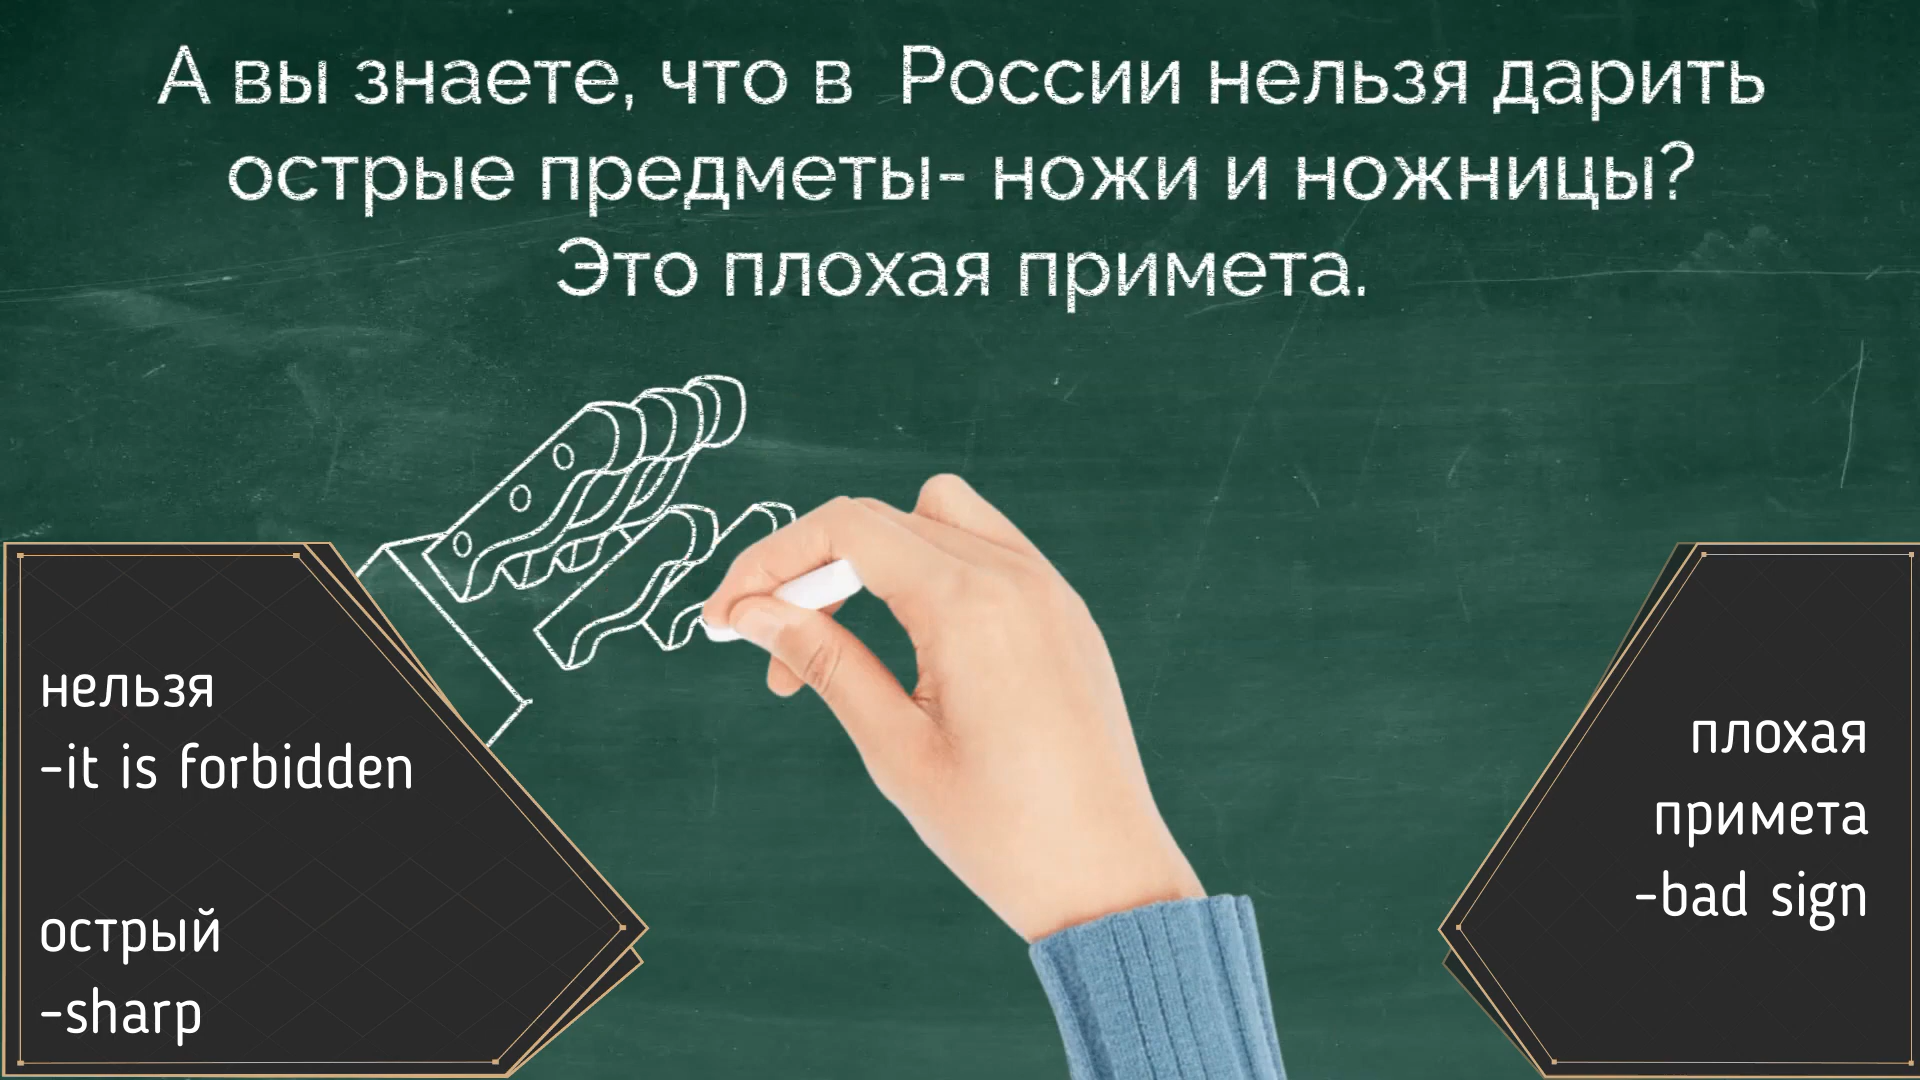 А вы знаете, что в России нельзя дарить
острые предметы- ножи и ножницы?
Это плохая примета.
нельзя
-it is forbidden
острый
-sharp
плохая
примета
-bad sign